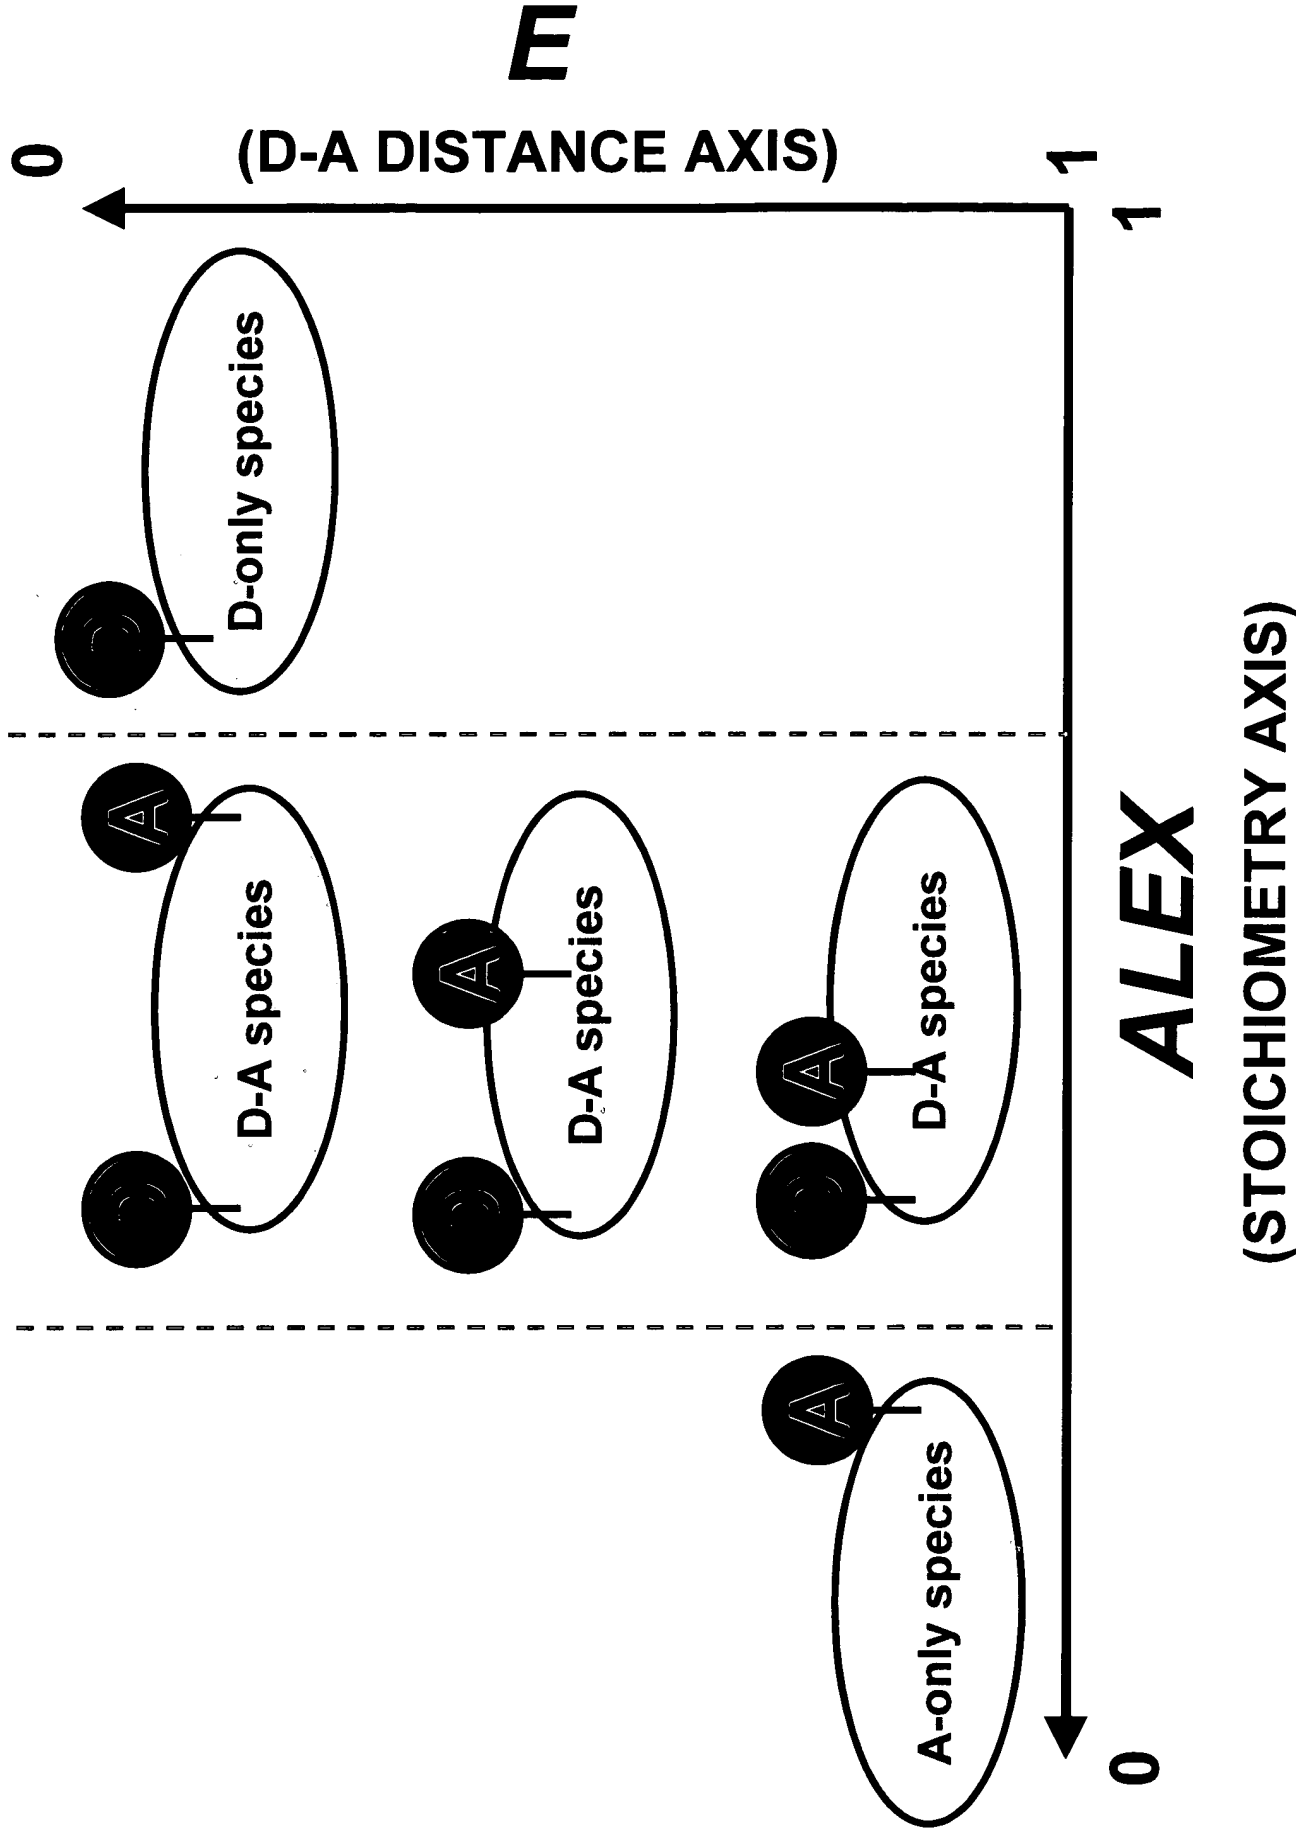 0
A
D-A species
D-only species
(D-A DISTANCE AXIS)
E
A
D-A species
A
A
A-only species
D-A species
1
0
ALEX
1
(STOICHIOMETRY AXIS)